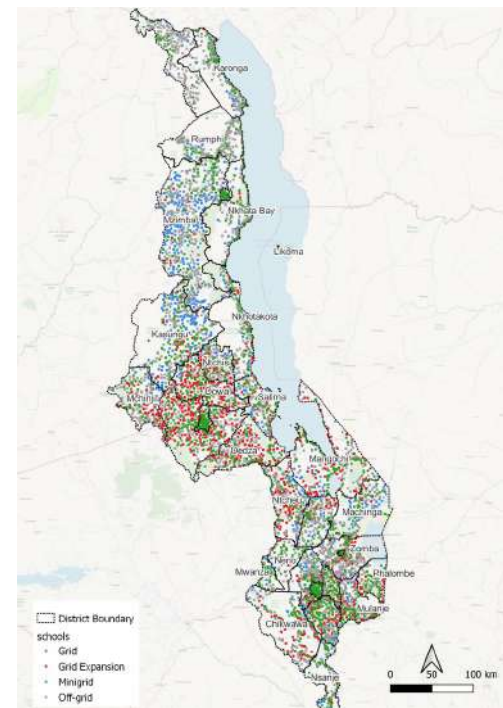 Karonga
Rumphi
Nkhata Bay
Mzimba
Likoma
Nkhotakota
Kasungu
Dowa
Mchinji
Salima
Dedza
Mangochi
Ntcheu
Machinga
Zomba
Neno
Mwanza
Phalombe
Mulanje
Chikwawa
Nsanje
District Boundary
schools
Grid
Grid Expansion
Minigrid
Off-grid
0 50 100 km